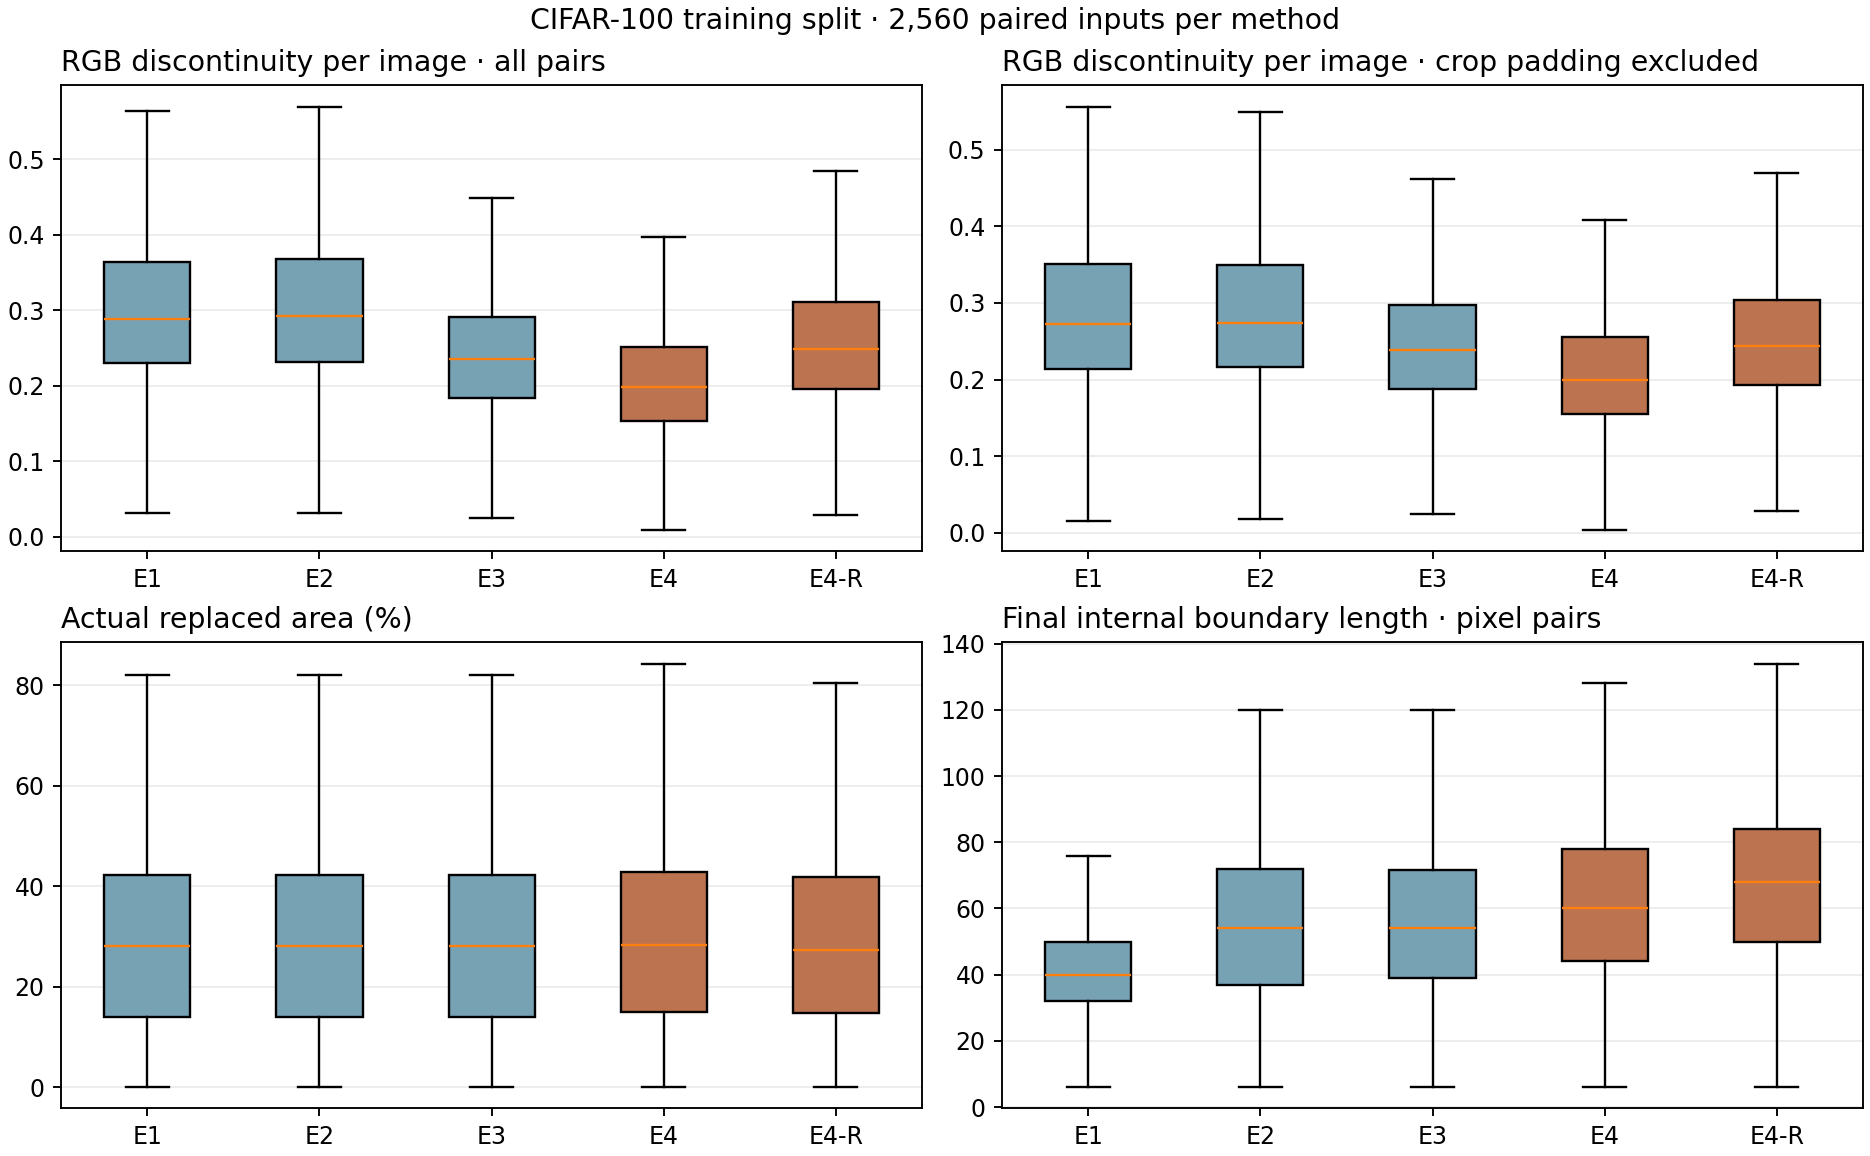 CIFAR-100 training split · 2,560 paired inputs per method
RGB discontinuity per image · all pairs
0.5
0.4
0.3
0.2
0.1
0.0
E1 E2 E3 E4 E4-R
RGB discontinuity per image · crop padding excluded
0.5
0.4
0.3
0.2
0.1
0.0
E1 E2 E3 E4 E4-R
Actual replaced area (%)
80
60
40
20
0
E1 E2 E3 E4 E4-R
Final internal boundary length · pixel pairs
140
120
100
80
60
40
20
0
E1 E2 E3 E4 E4-R